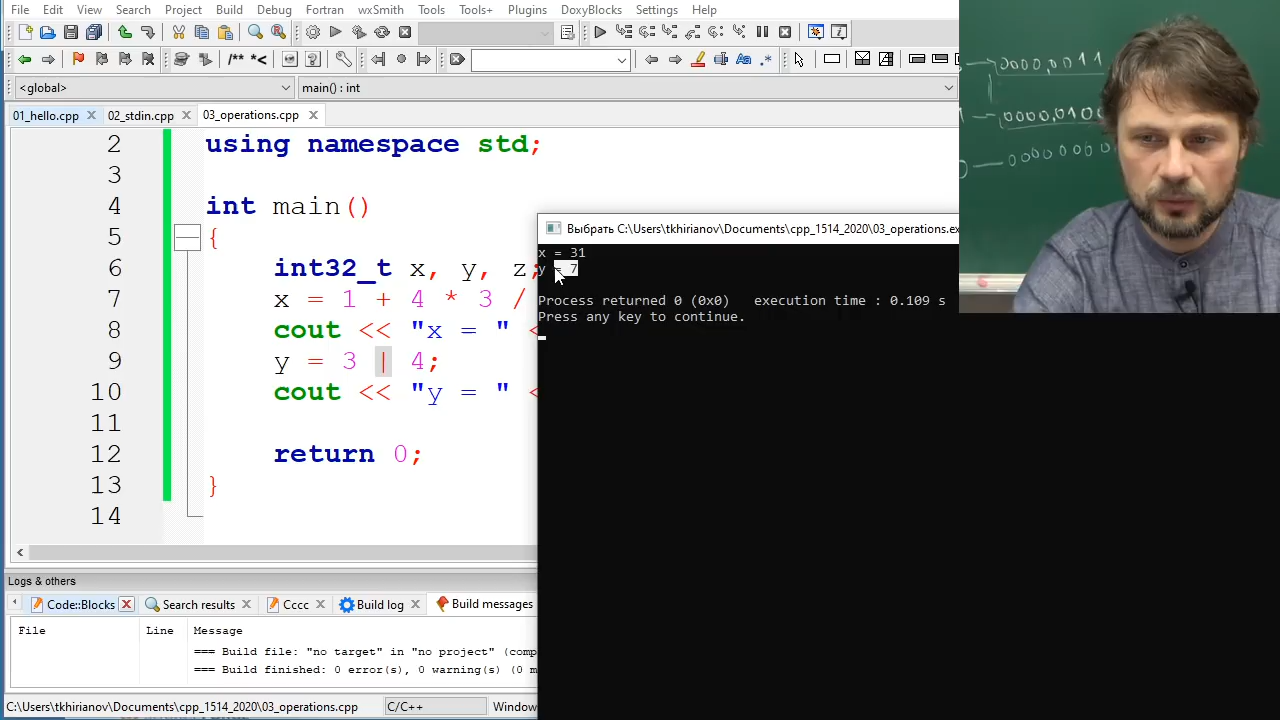 File Edit View Search Project Build Debug Fortran wxSmith Tools Tools+ Plugins DoxyBlocks Settings Help
/** *<
<global> main() : int
01_hello.cpp 02_stdin.cpp 03_operations.cpp
2 using namespace std;
3
4 int main()
5 {
6 int32_t x, y, z;
7 x = 1 + 4 * 3 /
8 cout << "x = " <
9 y = 3 | 4;
10 cout << "y = " <
11
12 return 0;
13 }
14
Выбрать C:\Users\tkhirianov\Documents\cpp_1514_2020\03_operations.ex
x = 31
y = 7
Process returned 0 (0x0) execution time : 0.109 s
Press any key to continue.
0000,0011
0000,0100
Logs & others
Code::Blocks Search results Cccc Build log Build messages
File Line Message
=== Build file: "no target" in "no project" (comp
=== Build finished: 0 error(s), 0 warning(s) (0 m
C:\Users\tkhirianov\Documents\cpp_1514_2020\03_operations.cpp C/C++ Window